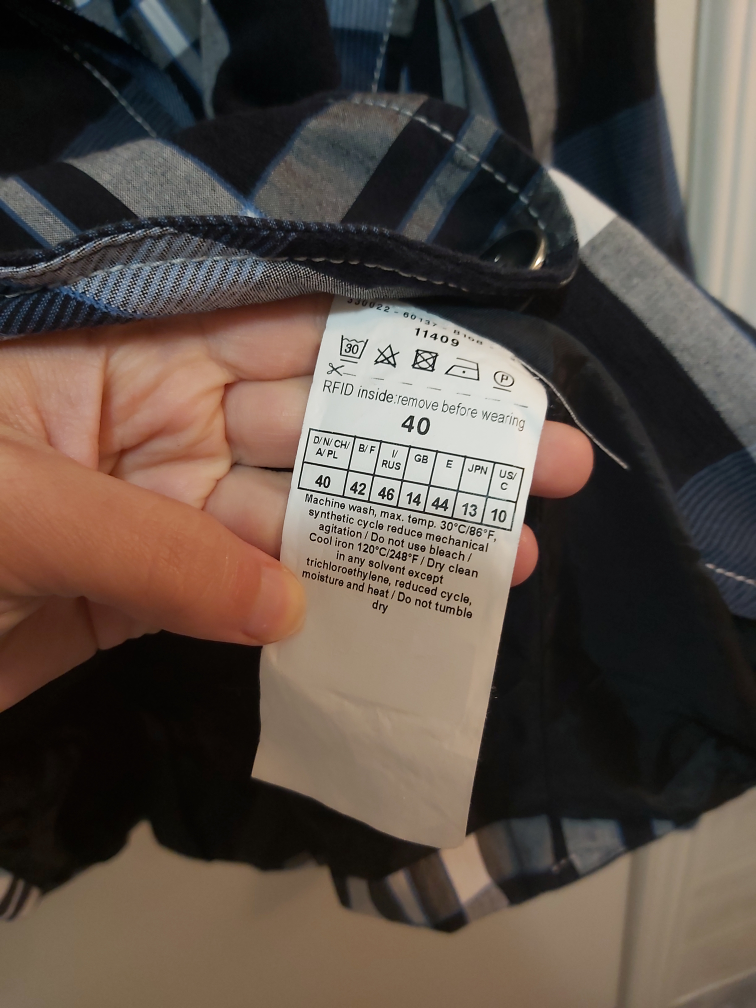 11409
30
P
RFID inside:remove before wearing
40
D/N/CH/ A/PL B/F I/ RUS GB E JPN US/ C
40 42 46 14 44 13 10
Machine wash, max. temp. 30°C/86°F,
synthetic cycle reduce mechanical
agitation / Do not use bleach /
Cool iron 120°C/248°F / Dry clean
in any solvent except
trichloroethylene, reduced cycle,
moisture and heat / Do not tumble
dry